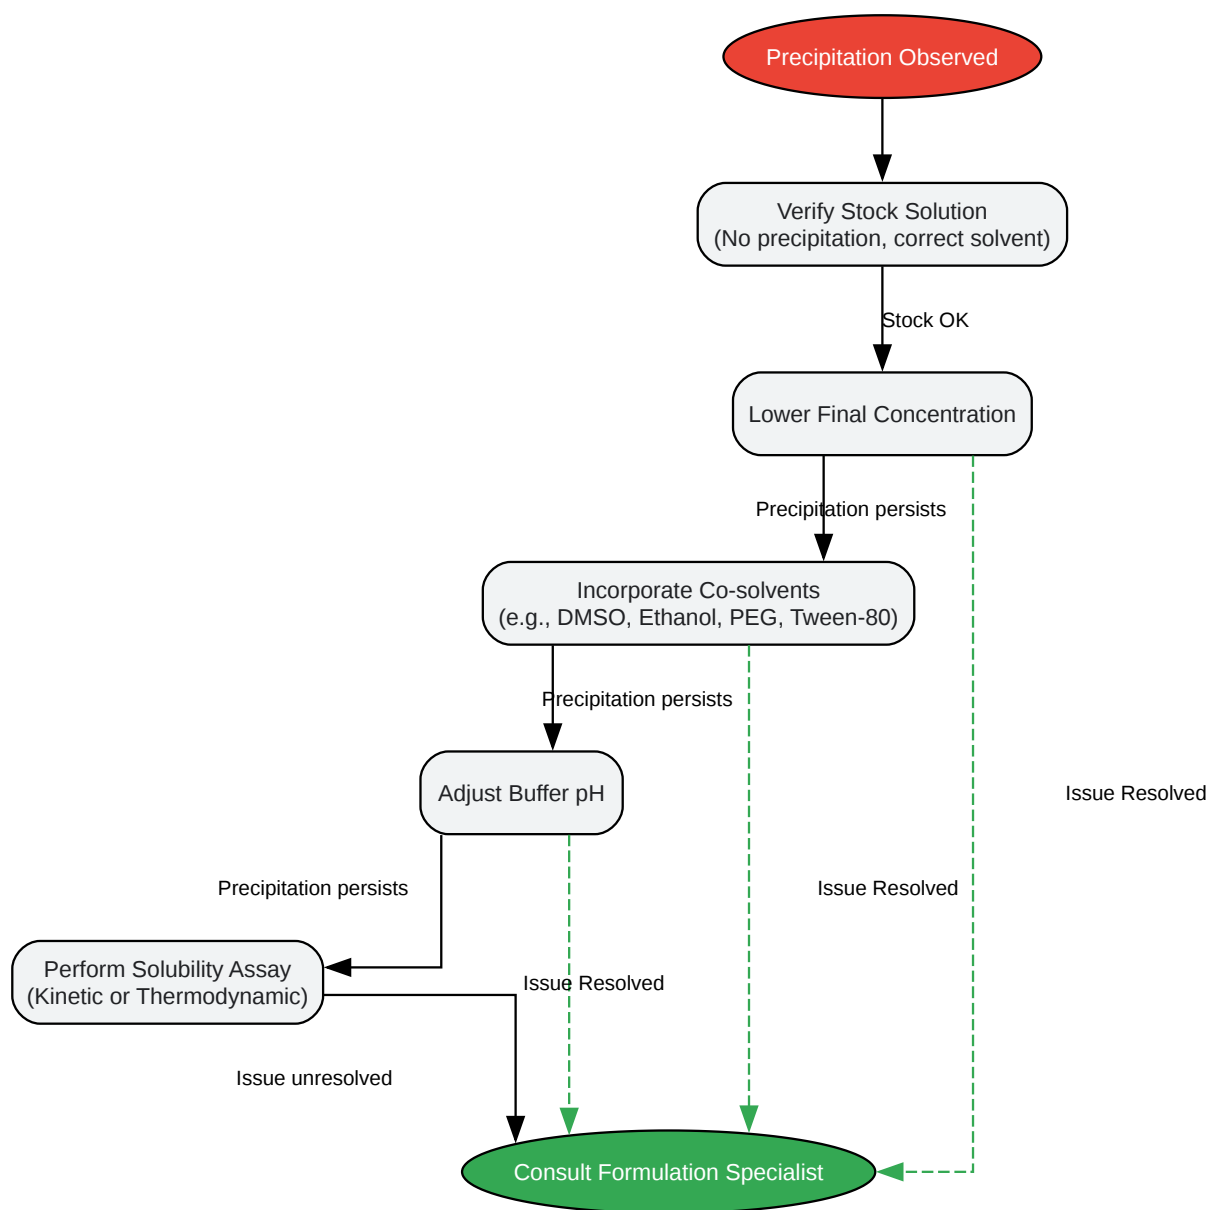 Precipitation Observed
Verify Stock Solution
(No precipitation, correct solvent)
Stock OK
Lower Final Concentration
Precipitation persists
Incorporate Co-solvents
(e.g., DMSO, Ethanol, PEG, Tween-80)
Precipitation persists
Adjust Buffer pH
Issue Resolved
Precipitation persists
Issue Resolved
Perform Solubility Assay
(Kinetic or Thermodynamic)
Issue Resolved
Issue unresolved
Consult Formulation Specialist